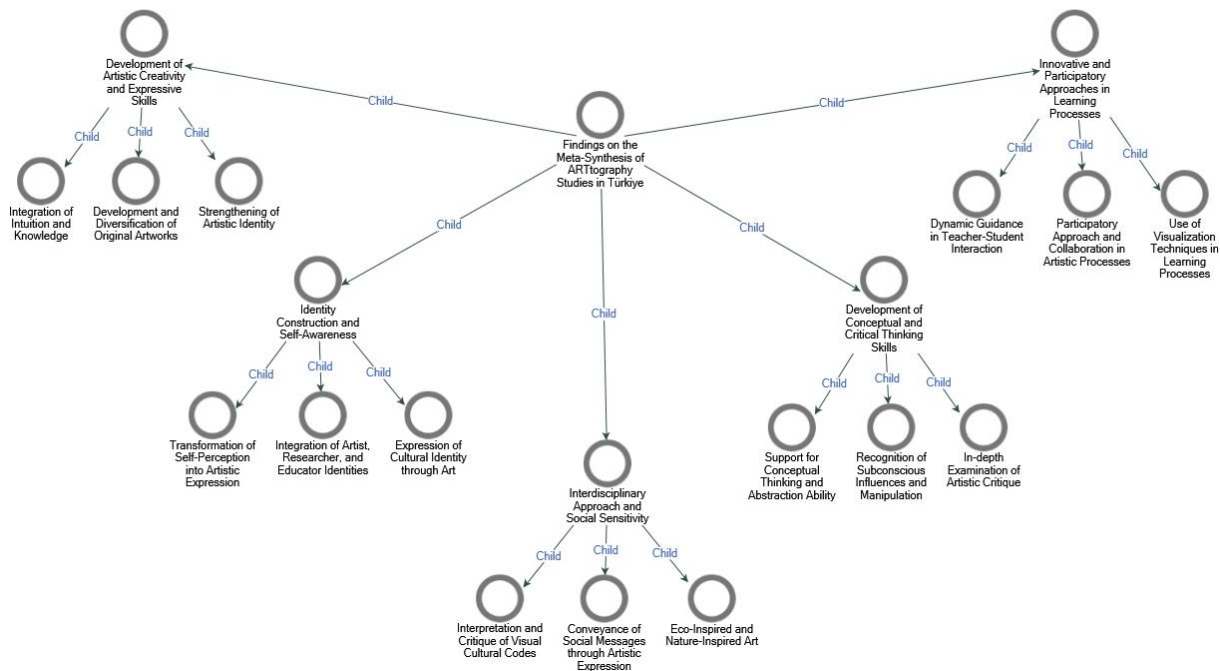 Development of
Artistic Creativity
and Expressive
Skills
Child
Child
Child
Integration of
Intuition and
Knowledge
Development and
Diversification of
Original Artworks
Strengthening of
Artistic Identity
Child
Findings on the
Meta-Synthesis of
ARTtography
Studies in Türkiye
Child
Innovative and
Participatory
Approaches in
Learning
Processes
Child
Child
Child
Dynamic Guidance
in Teacher-Student
Interaction
Participatory
Approach and
Collaboration in
Artistic Processes
Use of
Visualization
Techniques in
Learning
Processes
Child
Identity
Construction and
Self-Awareness
Child
Child
Child
Transformation of
Self-Perception
into Artistic
Expression
Integration of Artist,
Researcher, and
Educator Identities
Expression of
Cultural Identity
through Art
Child
Development of
Conceptual and
Critical Thinking
Skills
Child
Child
Child
Support for
Conceptual
Thinking and
Abstraction Ability
Recognition of
Subconscious
Influences and
Manipulation
In-depth
Examination of
Artistic Critique
Child
Interdisciplinary
Approach and
Social Sensitivity
Child
Child
Child
Interpretation and
Critique of Visual
Cultural Codes
Conveyance of
Social Messages
through Artistic
Expression
Eco-Inspired and
Nature-Inspired Art